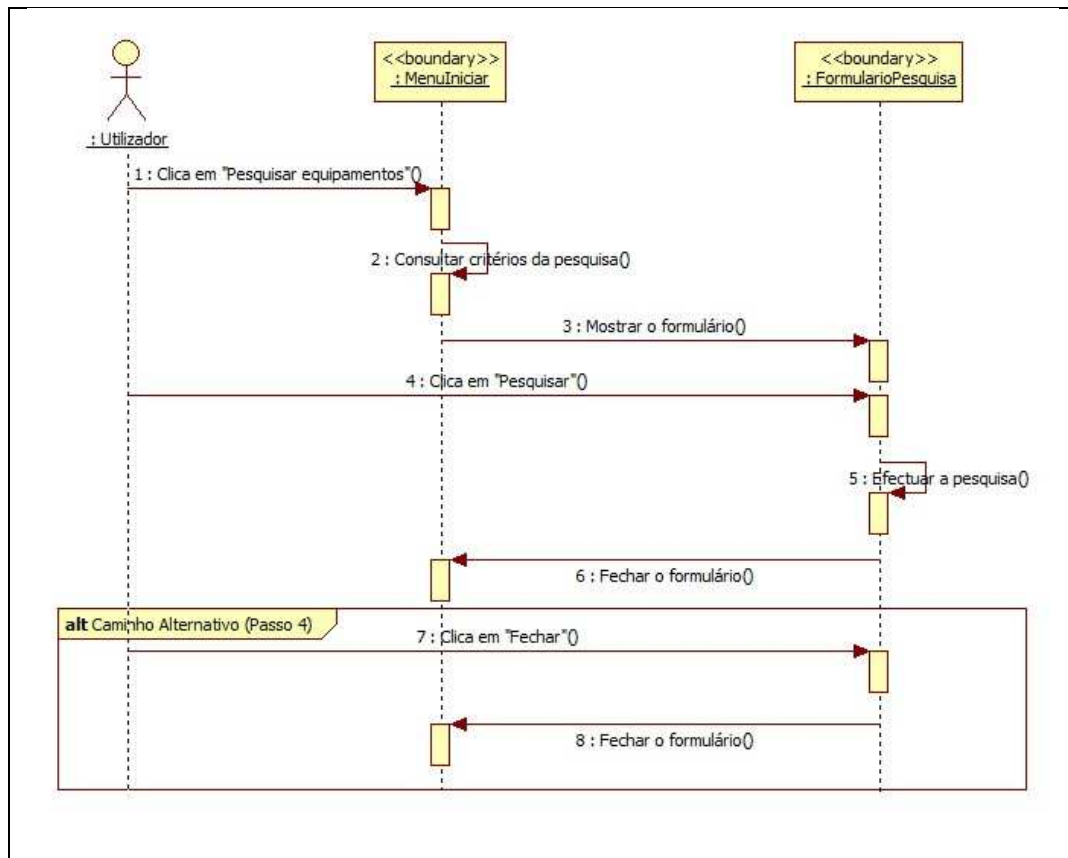 <<boundary>>
: MenuIniciar
<<boundary>>
: FormularioPesquisa
: Utilizador
1 : Clica em "Pesquisar equipamentos"()
2 : Consultar critérios da pesquisa()
3 : Mostrar o formulário()
4 : Clica em "Pesquisar"()
5 : Efectuar a pesquisa()
6 : Fechar o formulário()
alt Caminho Alternativo (Passo 4)
7 : Clica em "Fechar"()
8 : Fechar o formulário()